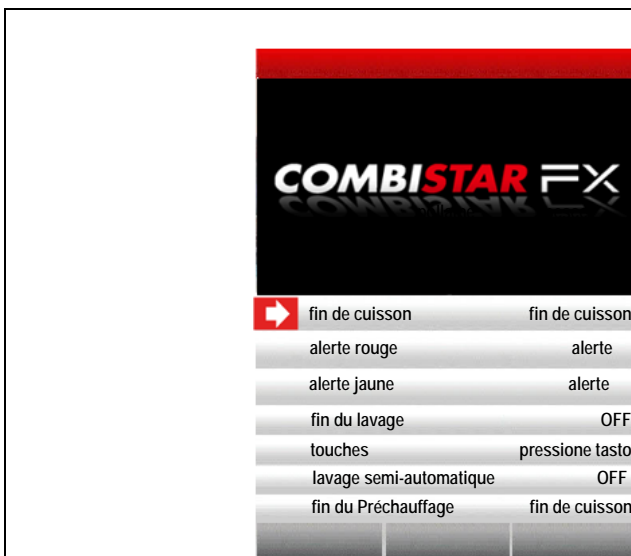 COMBISTAR FX
fin de cuisson fin de cuisson
alerte rouge alerte
alerte jaune alerte
fin du lavage OFF
touches pressione tasto
lavage semi-automatique OFF
fin du Préchauffage fin de cuisson